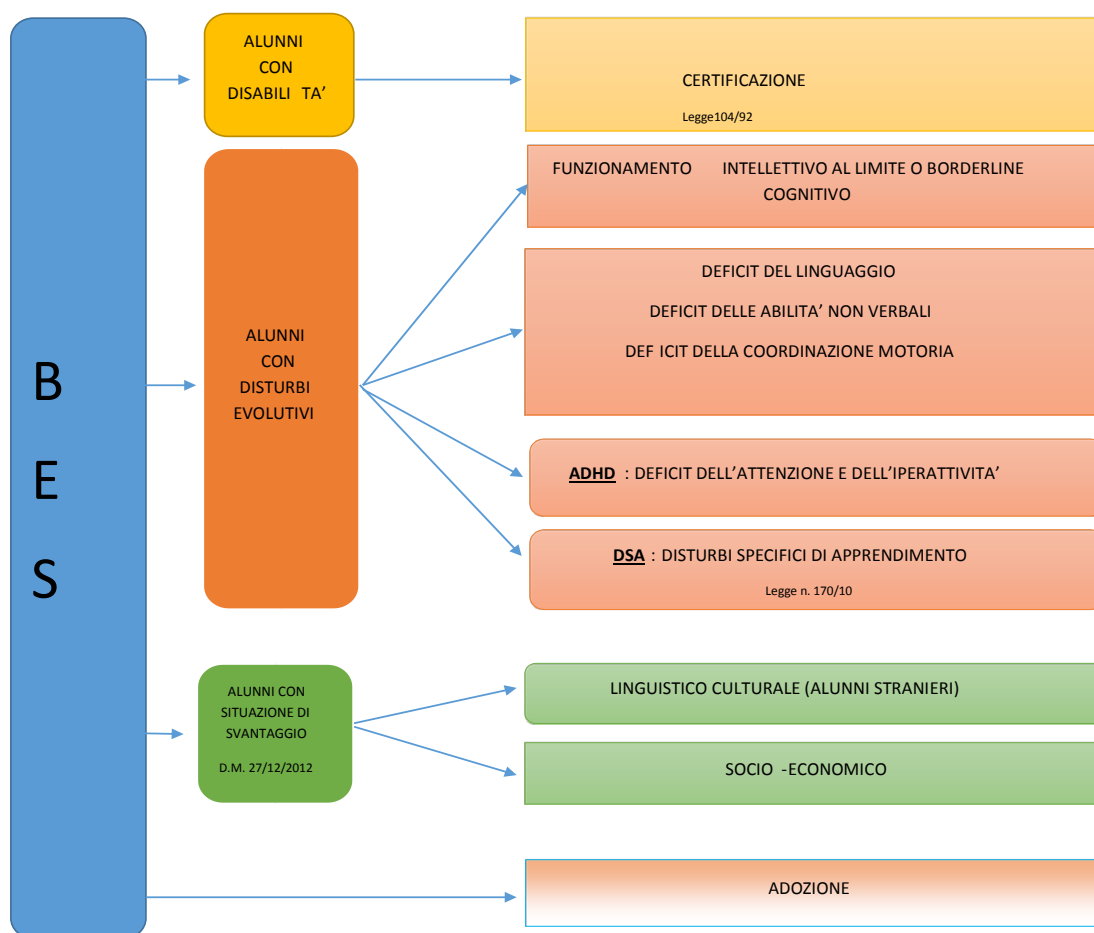 B
E
S
ALUNNI
CON
DISABILI TA’
CERTIFICAZIONE
Legge104/92
ALUNNI
CON
DISTURBI
EVOLUTIVI
FUNZIONAMENTO INTELLETTIVO AL LIMITE O BORDERLINE
COGNITIVO
DEFICIT DEL LINGUAGGIO
DEFICIT DELLE ABILITA’ NON VERBALI
DEF ICIT DELLA COORDINAZIONE MOTORIA
ADHD : DEFICIT DELL’ATTENZIONE E DELL’IPERATTIVITA’
DSA : DISTURBI SPECIFICI DI APPRENDIMENTO
Legge n. 170/10
ALUNNI CON
SITUAZIONE DI
SVANTAGGIO
D.M. 27/12/2012
LINGUISTICO CULTURALE (ALUNNI STRANIERI)
SOCIO -ECONOMICO
ADOZIONE